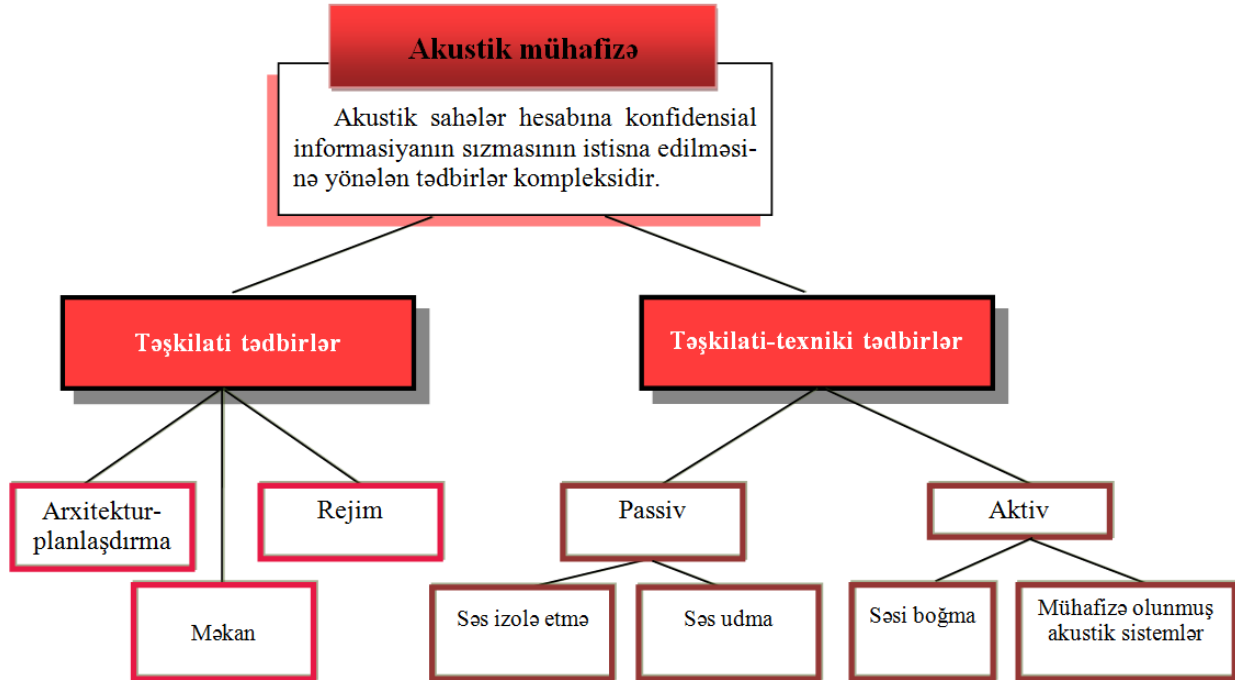 Akustik mühafizə
Akustik sahələr hesabına konfidensial
informasiyanın sızmasının istisna edilməsi-
nə yönələn tədbirlər kompleksidir.
Təşkilati tədbirlər
Təşkilati-texniki tədbirlər
Arxitektur-
planlaşdırma
Rejim
Məkan
Passiv
Aktiv
Səs izolə etmə
Səs udma
Səsi boğma
Mühafizə olunmuş
akustik sistemlər